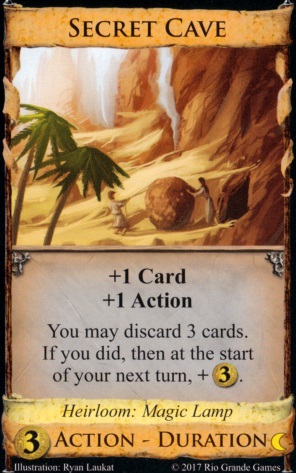 SECRET CAVE
+1 Card
+1 Action
You may discard 3 cards.
If you did, then at the start
of your next turn, + 3.
Heirloom: Magic Lamp
3 ACTION - DURATION
Illustration: Ryan Laukat © 2017 Rio Grande Games